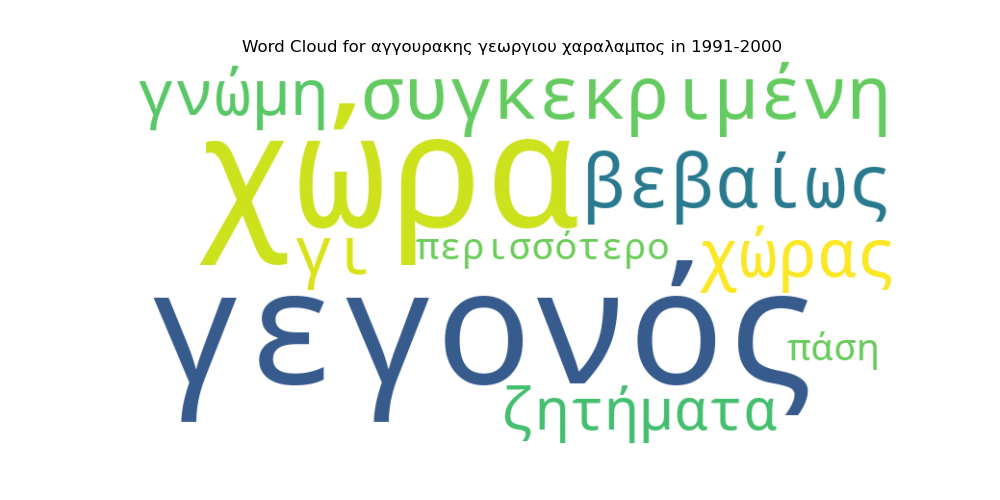 Word Cloud for αγγουρακης γεωργιου χαραλαμπος in 1991-2000
γνώμη συγκεκριμένη
χώρα βεβαίως
γι περισσότερο χώρας
γεγονός πάση
ζητήματα